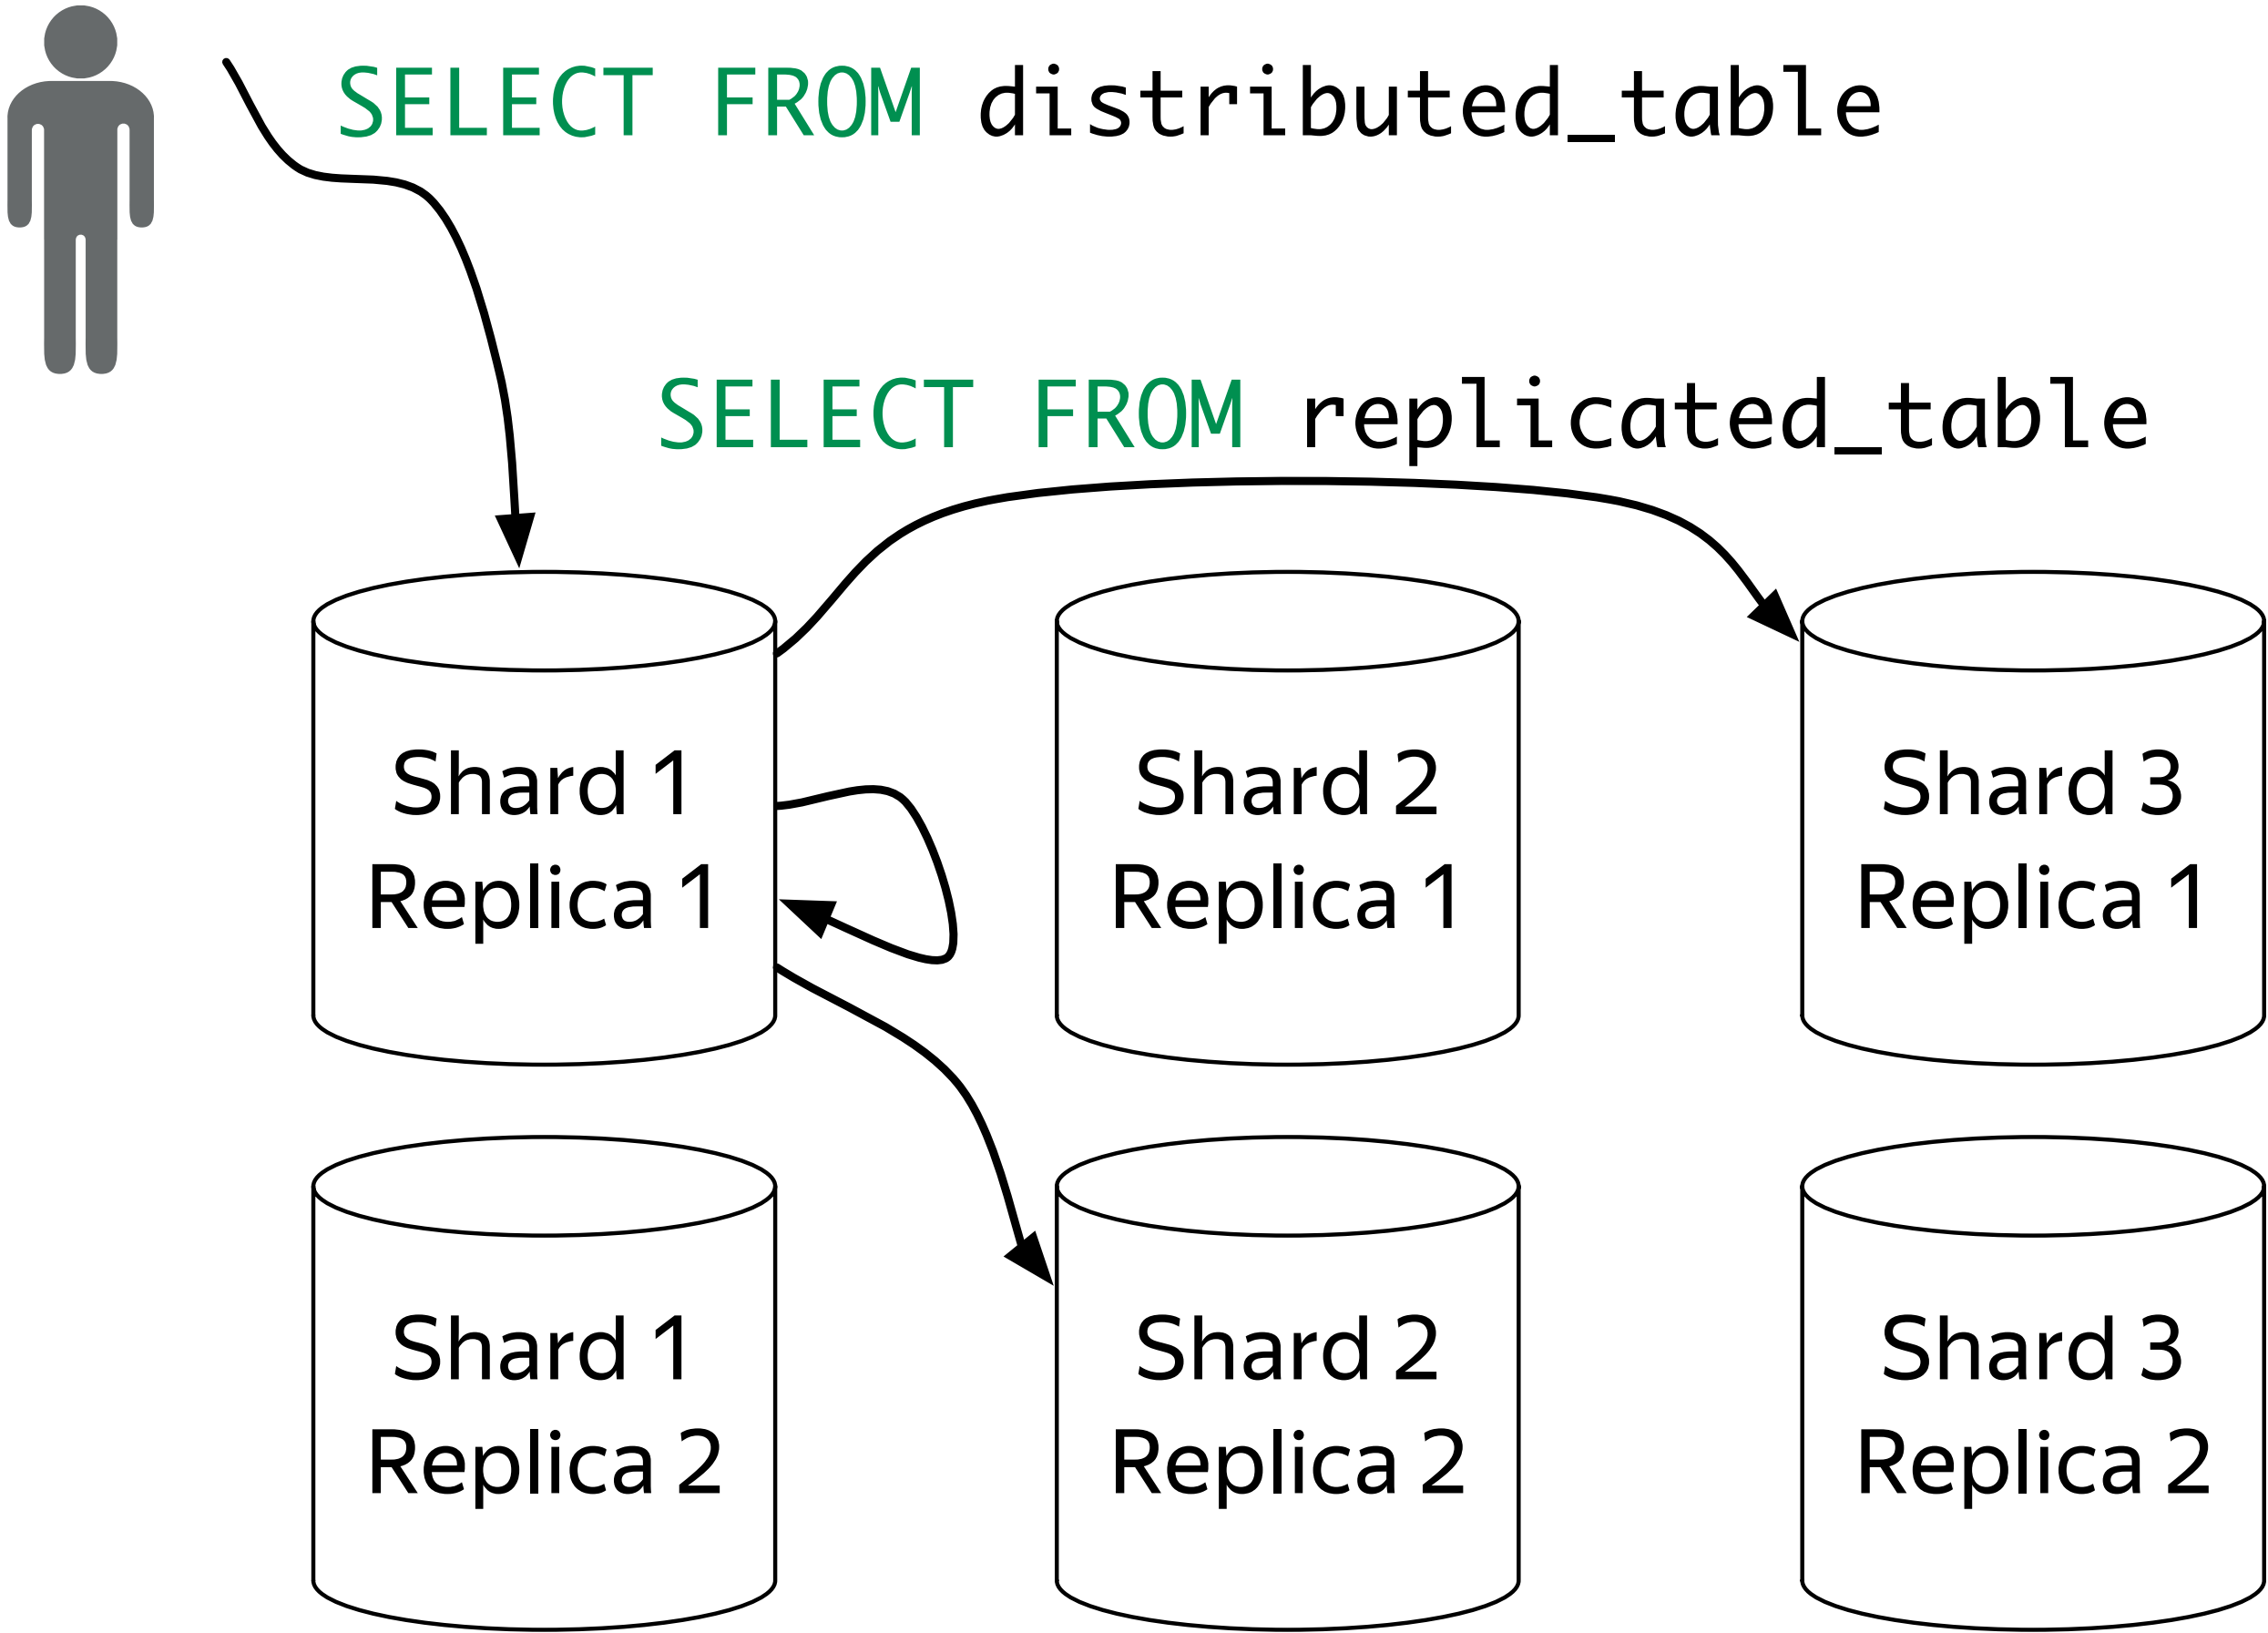 SELECT FROM distributed_table
SELECT FROM replicated_table
Shard 1
Replica 1
Shard 2
Replica 1
Shard 3
Replica 1
Shard 1
Replica 2
Shard 2
Replica 2
Shard 3
Replica 2